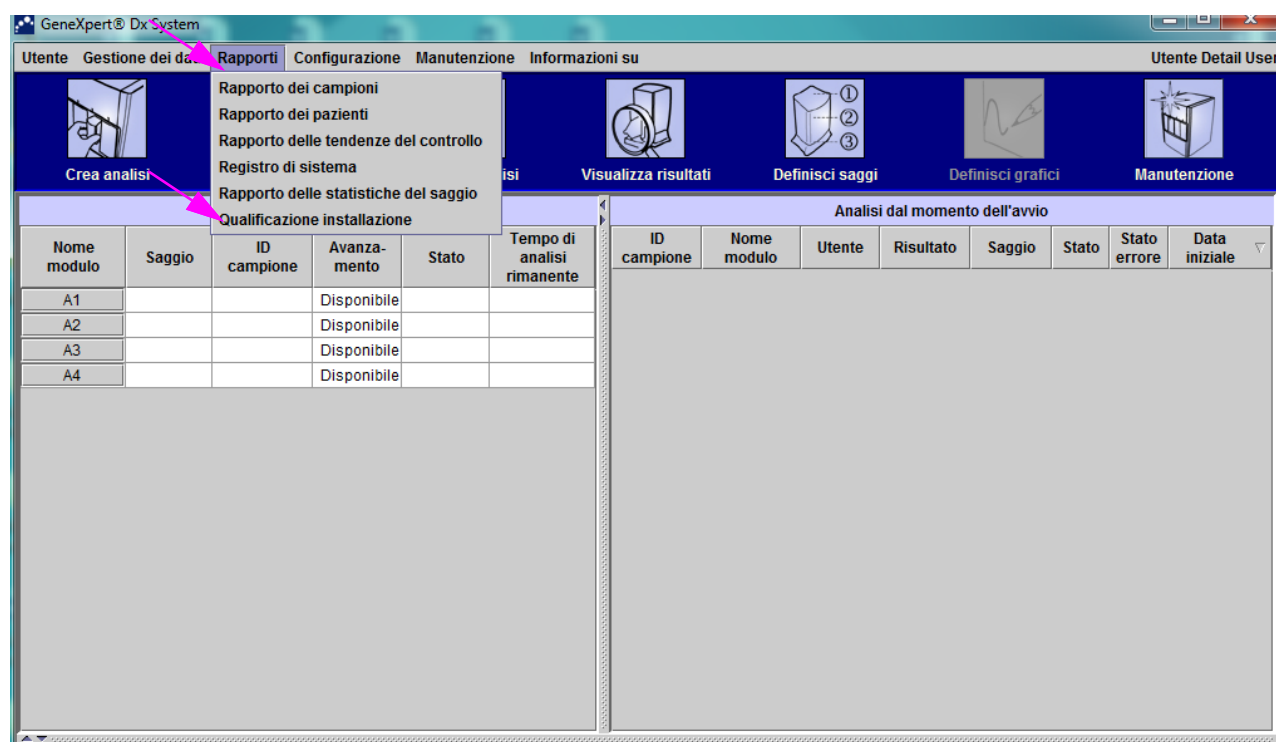 GeneXpert® Dx System
Utente Gestione dei dati Rapporti Configurazione Manutenzione Informazioni su Utente Detail User
Rapporto dei campioni
Rapporto dei pazienti
Rapporto delle tendenze del controllo
Registro di sistema
Rapporto delle statistiche del saggio
Qualificazione installazione
Crea analisi isi Visualizza risultati Definisci saggi Definisci grafici Manutenzione
Analisi dal momento dell'avvio
Nome modulo Saggio ID campione Avanza-mento Stato Tempo di analisi rimanente
ID campione Nome modulo Utente Risultato Saggio Stato Stato errore Data iniziale
A1 Disponibile
A2 Disponibile
A3 Disponibile
A4 Disponibile